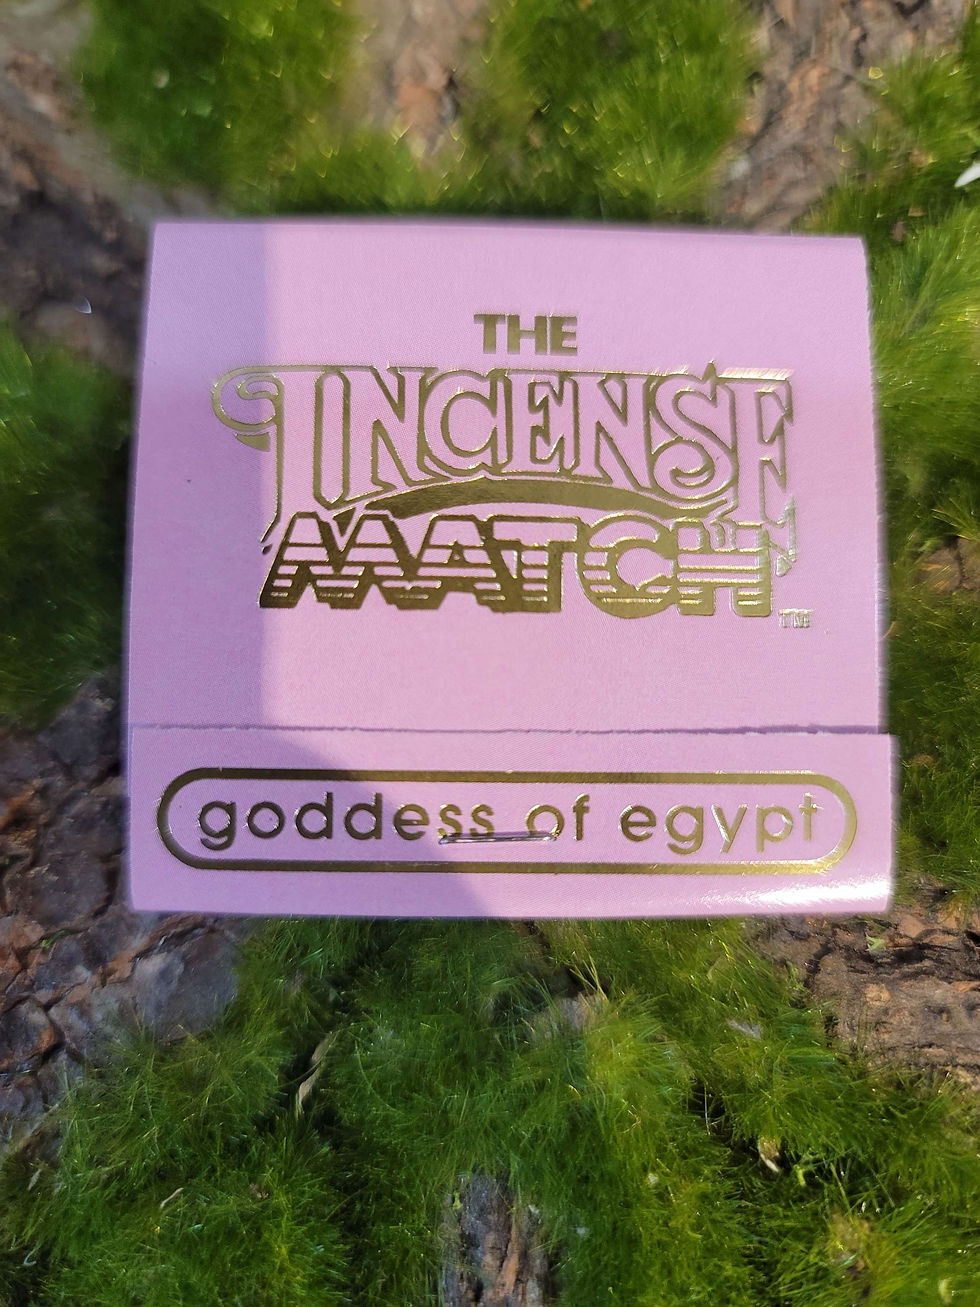 THE
INCENSE
MATCH
TM
goddess of egypt